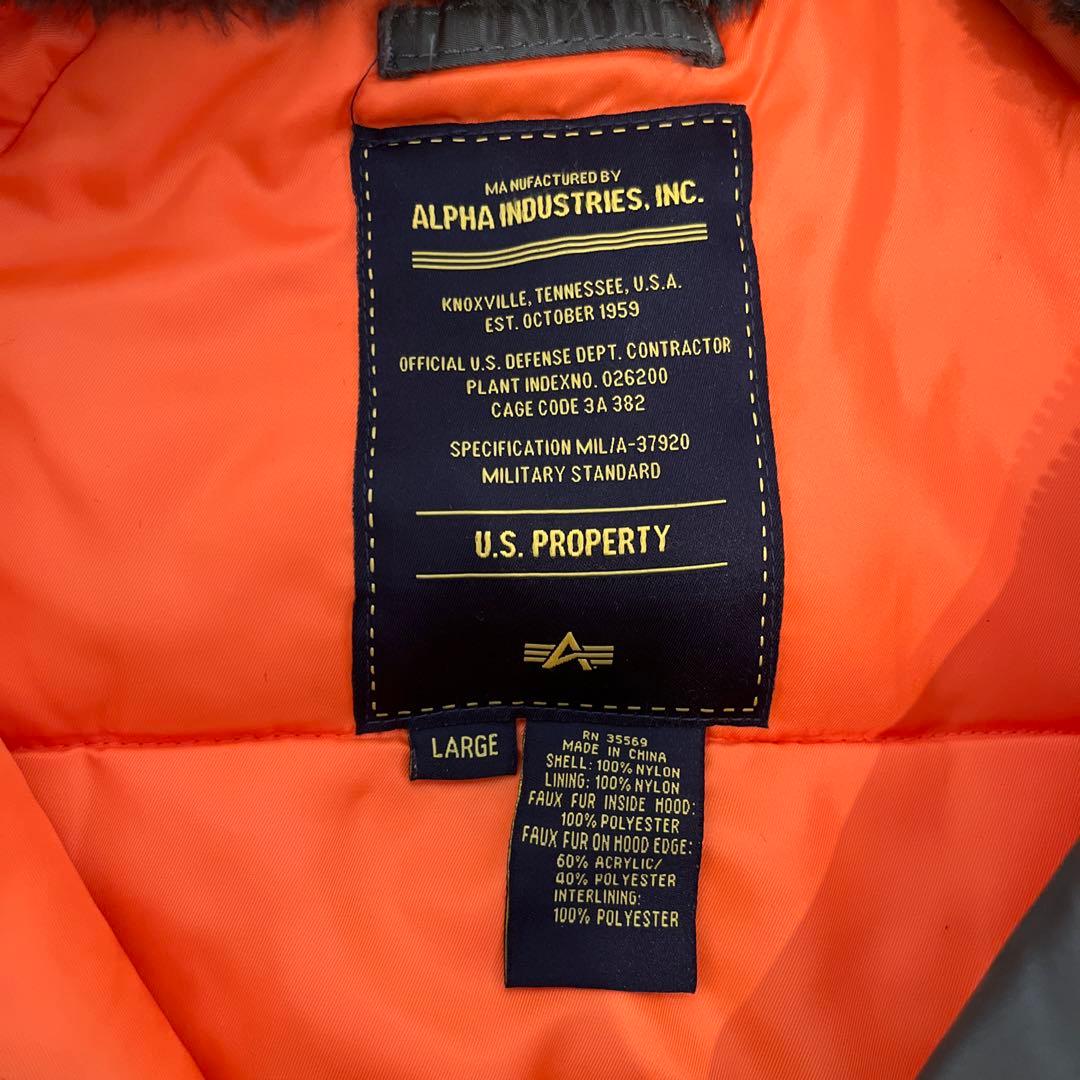 MANUFACTURED BY
ALPHA INDUSTRIES, INC.
KNOXVILLE, TENNESSEE, U.S.A.
EST. OCTOBER 1959
OFFICIAL U.S. DEFENSE DEPT. CONTRACTOR
PLANT INDEXNO. 026200
CAGE CODE 3A 382
SPECIFICATION MIL/A-37920
MILITARY STANDARD
U.S. PROPERTY
A
LARGE
RN 35569
MADE IN CHINA
SHELL: 100% NYLON
LINING: 100% NYLON
FAUX FUR INSIDE HOOD:
100% POLYESTER
FAUX FUR ON HOOD EDGE:
60% ACRYLIC/
40% POLYESTER
INTERLINING:
100% POLYESTER